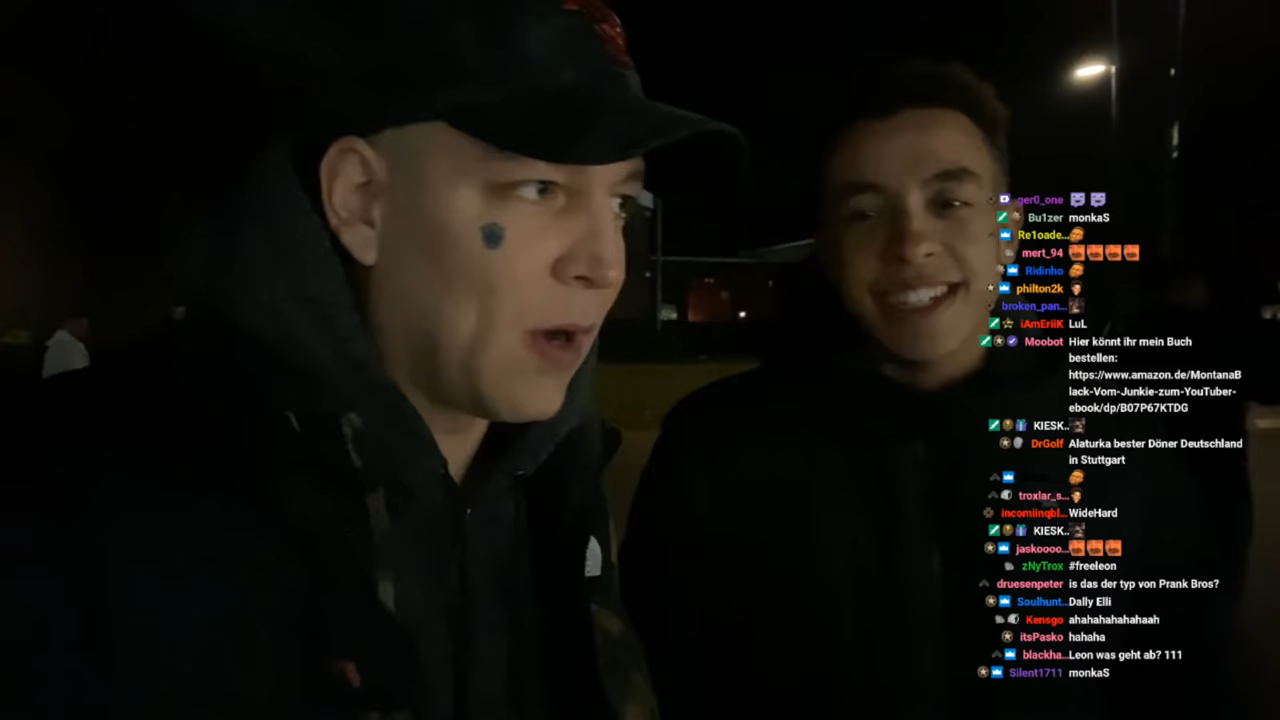 qer0_one
Bu1zer monkaS
Re1oade...
mert_94
Ridinho
philton2k
broken_pan...
iAmEriiK LuL
Moobot Hier könnt ihr mein Buch
bestellen:
https://www.amazon.de/MontanaB
lack-Vom-Junkie-zum-YouTuber-
ebook/dp/B07P67KTDG
KIESK...
DrGolf Alaturka bester Döner Deutschland
in Stuttgart
troxlar_s...
incomiinqbl... WideHard
KIESK...
jaskoooo...
zNyTrox #freeleon
druesenpeter is das der typ von Prank Bros?
Soulhunt... Dally Elli
Kensgo ahahahahahaah
itsPasko hahaha
blackha... Leon was geht ab? 111
Silent1711 monkaS